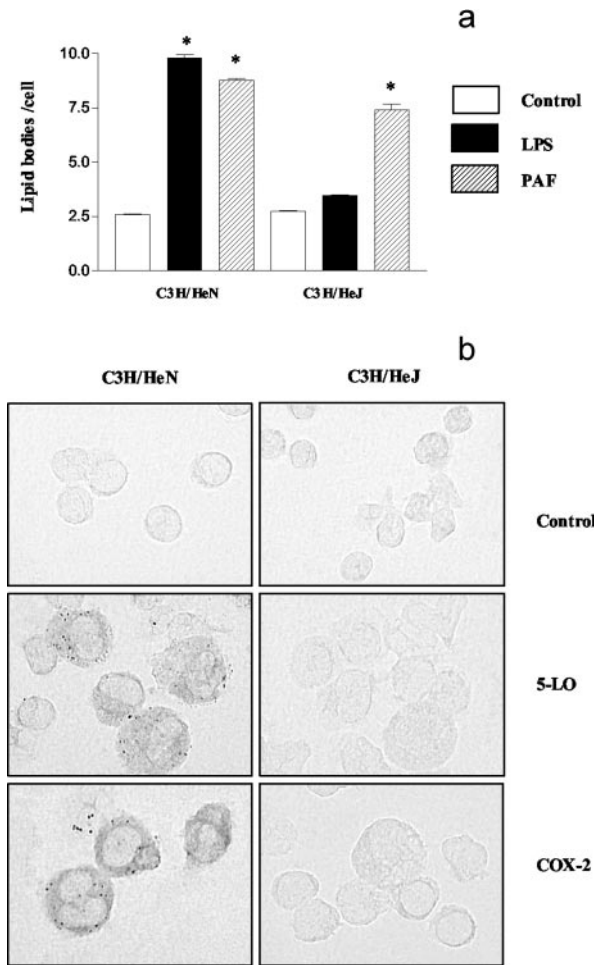 a
* * *
10.0
7.5
5.0
2.5
0.0
Lipid bodies /cell
C3H/HeN C3H/HeJ
Control
LPS
PAF
b
C3H/HeN C3H/HeJ
Control
5-LO
COX-2